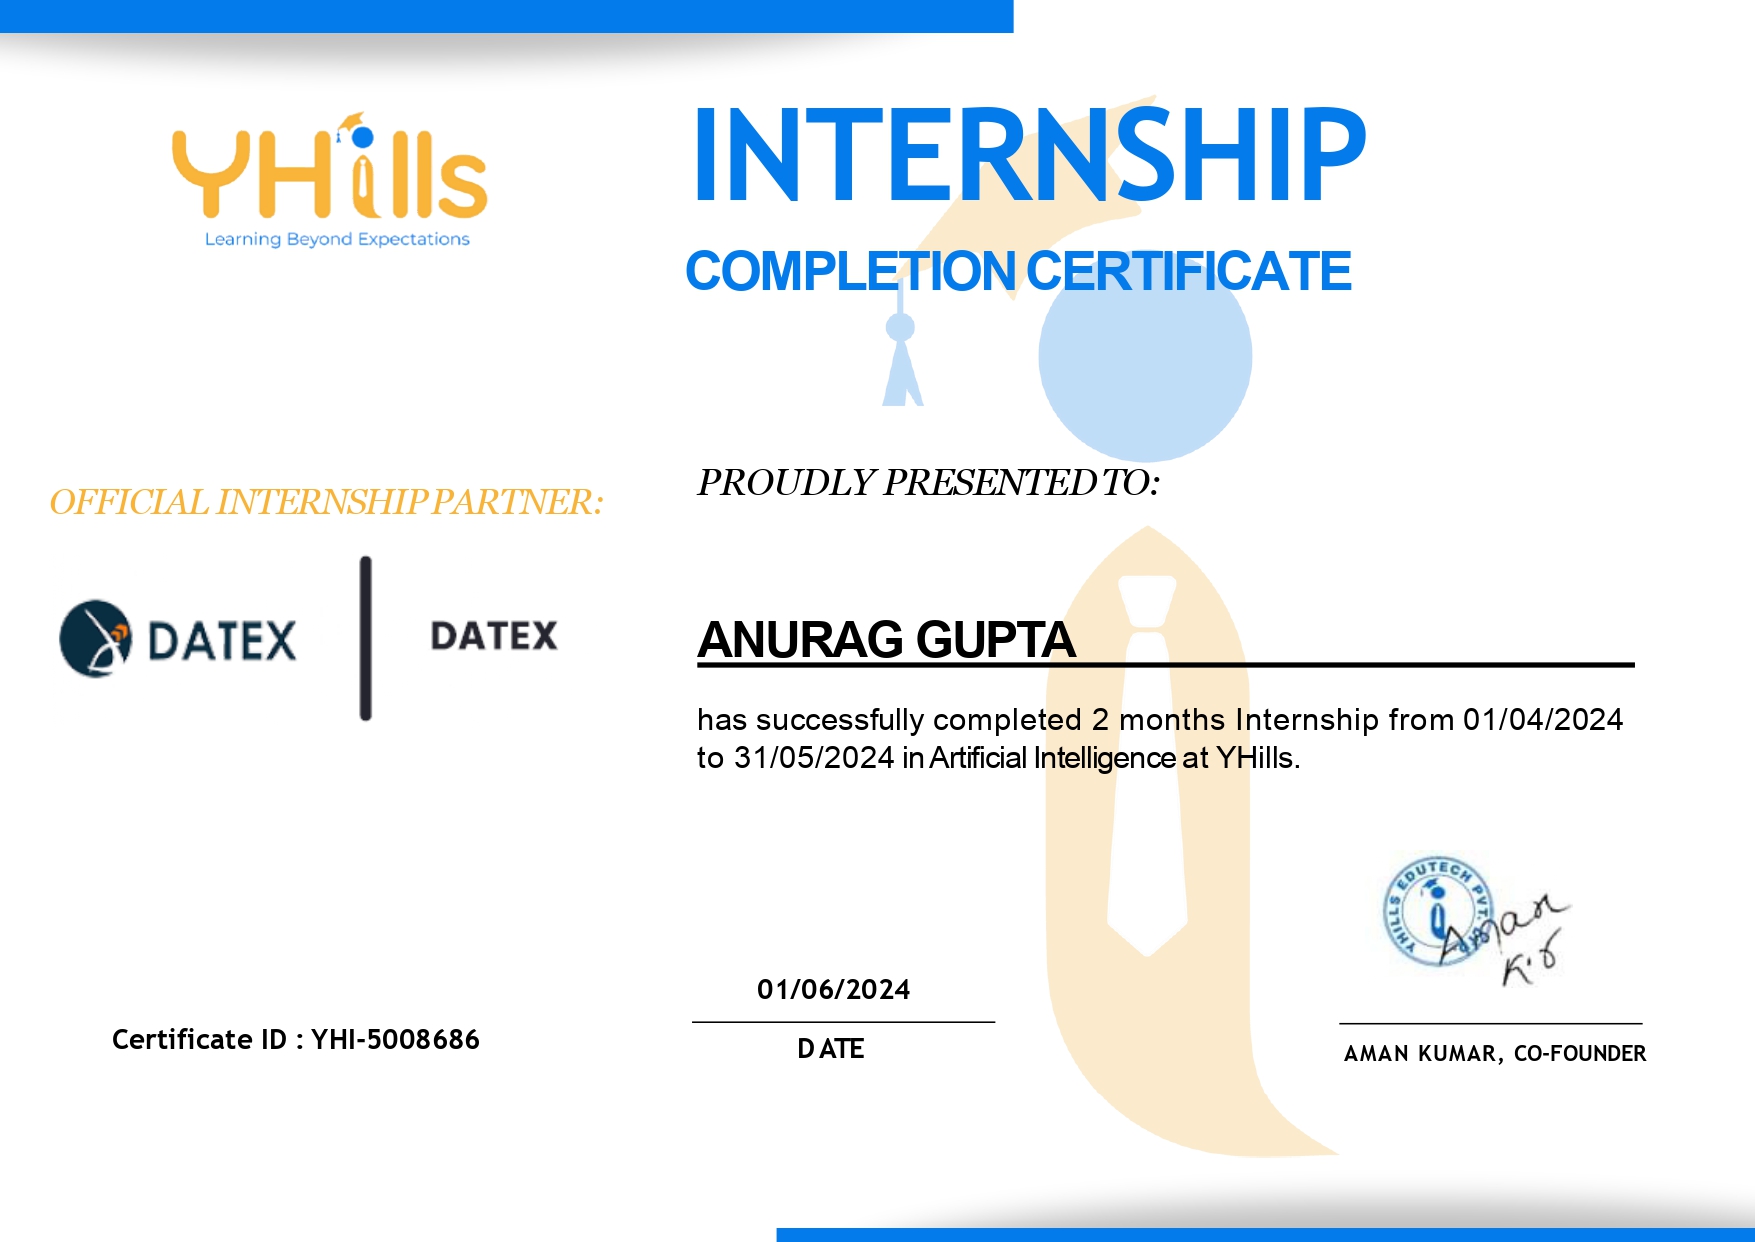 YHills
Learning Beyond Expectations
INTERNSHIP
COMPLETION CERTIFICATE
OFFICIAL INTERNSHIP PARTNER:
DATEX
DATEX
PROUDLY PRESENTED TO:
ANURAG GUPTA
has successfully completed 2 months Internship from 01/04/2024
to 31/05/2024 in Artificial Intelligence at YHills.
YHILLS EDUTECH PVT.
Aman
K.
01/06/2024
DATE
Certificate ID : YHI-5008686
AMAN KUMAR, CO-FOUNDER